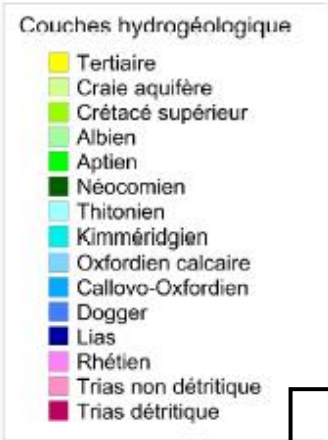 Couches hydrogéologique
Tertiaire
Craie aquifère
Crétacé supérieur
Albien
Aptien
Néocomien
Thitonien
Kimméridgien
Oxfordien calcaire
Callovo-Oxfordien
Dogger
Lias
Rhétien
Trias non détritique
Trias détritique